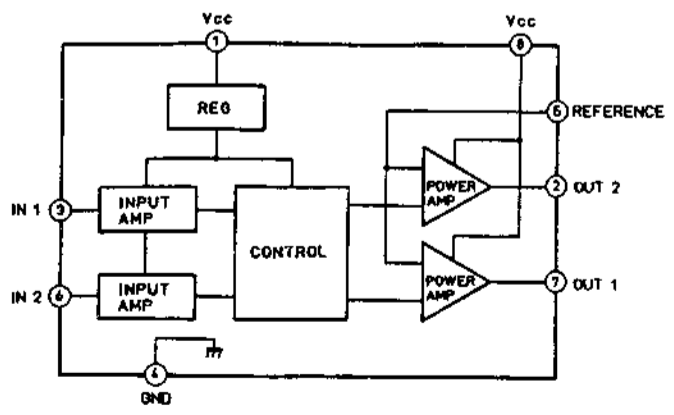 Vcc
1
Vcc
8
REG
5 REFERENCE
POWER
AMP
2 OUT 2
IN 1 3
INPUT
AMP
CONTROL
POWER
AMP
7 OUT 1
IN 2 6
INPUT
AMP
4
GND